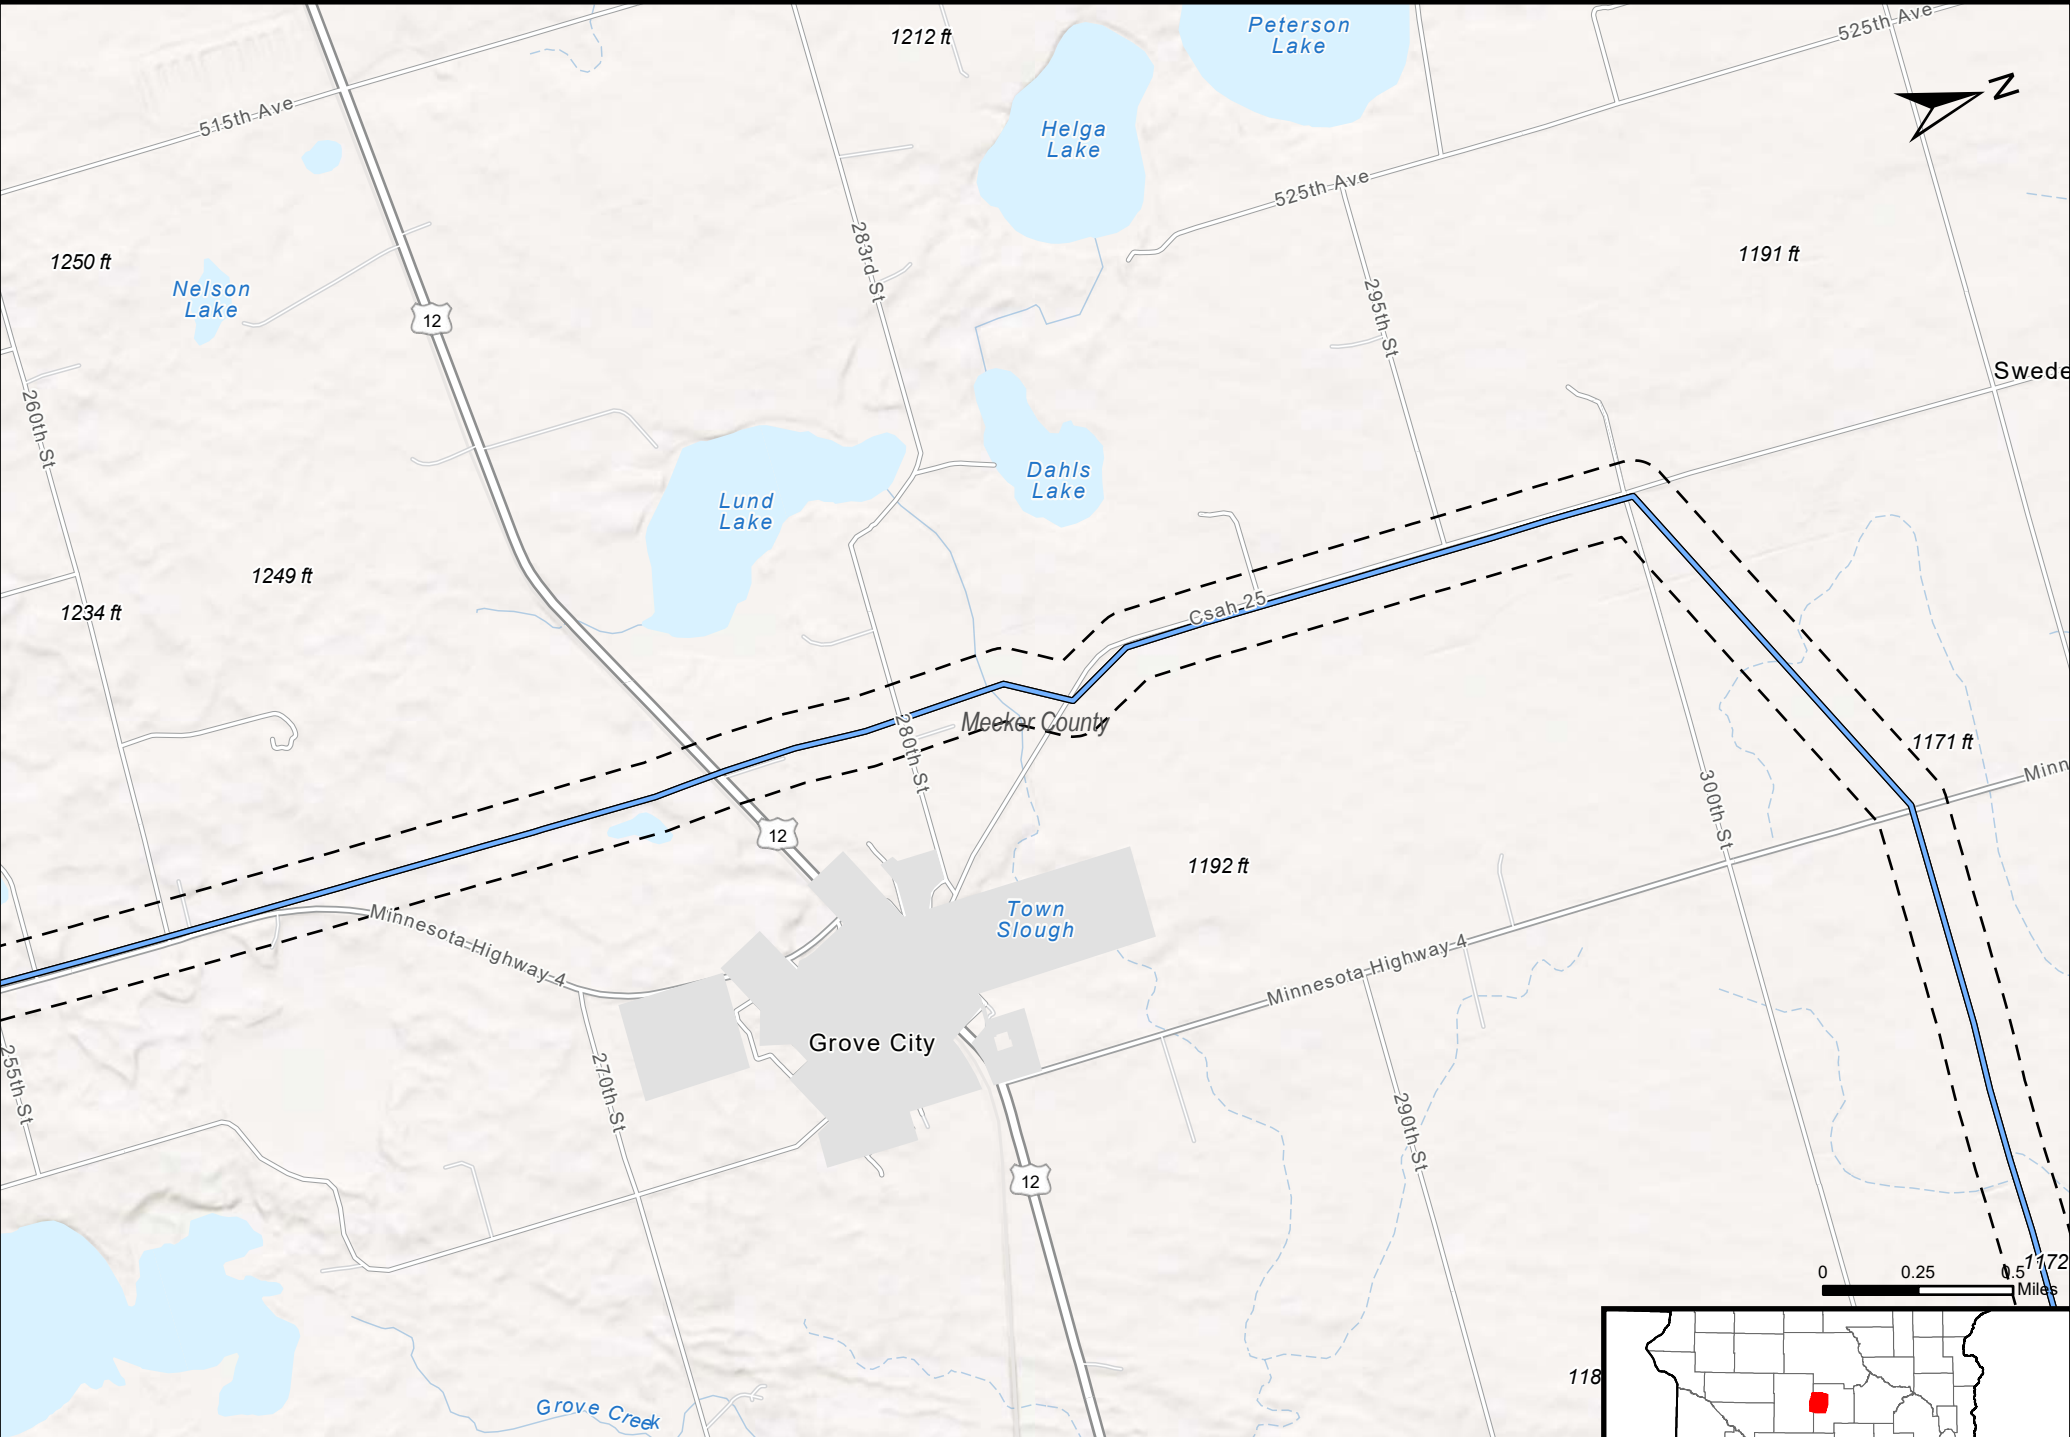 1212 ft
Peterson
Lake
525th Ave
N
515th Ave
Helga
Lake
525th Ave
1250 ft
Nelson
Lake
283rd St
1191 ft
12
295th St
Swede
260th St
Dahls
Lake
Lund
Lake
1249 ft
1234 ft
Csah 25
Meeker County
280th St
1171 ft
Minn
300th St
12
1192 ft
Minnesota Highway 4
Town
Slough
Minnesota Highway 4
Grove City
255th St
270th St
290th St
12
1172
0 0.25 0.5
Miles
118
Grove Creek